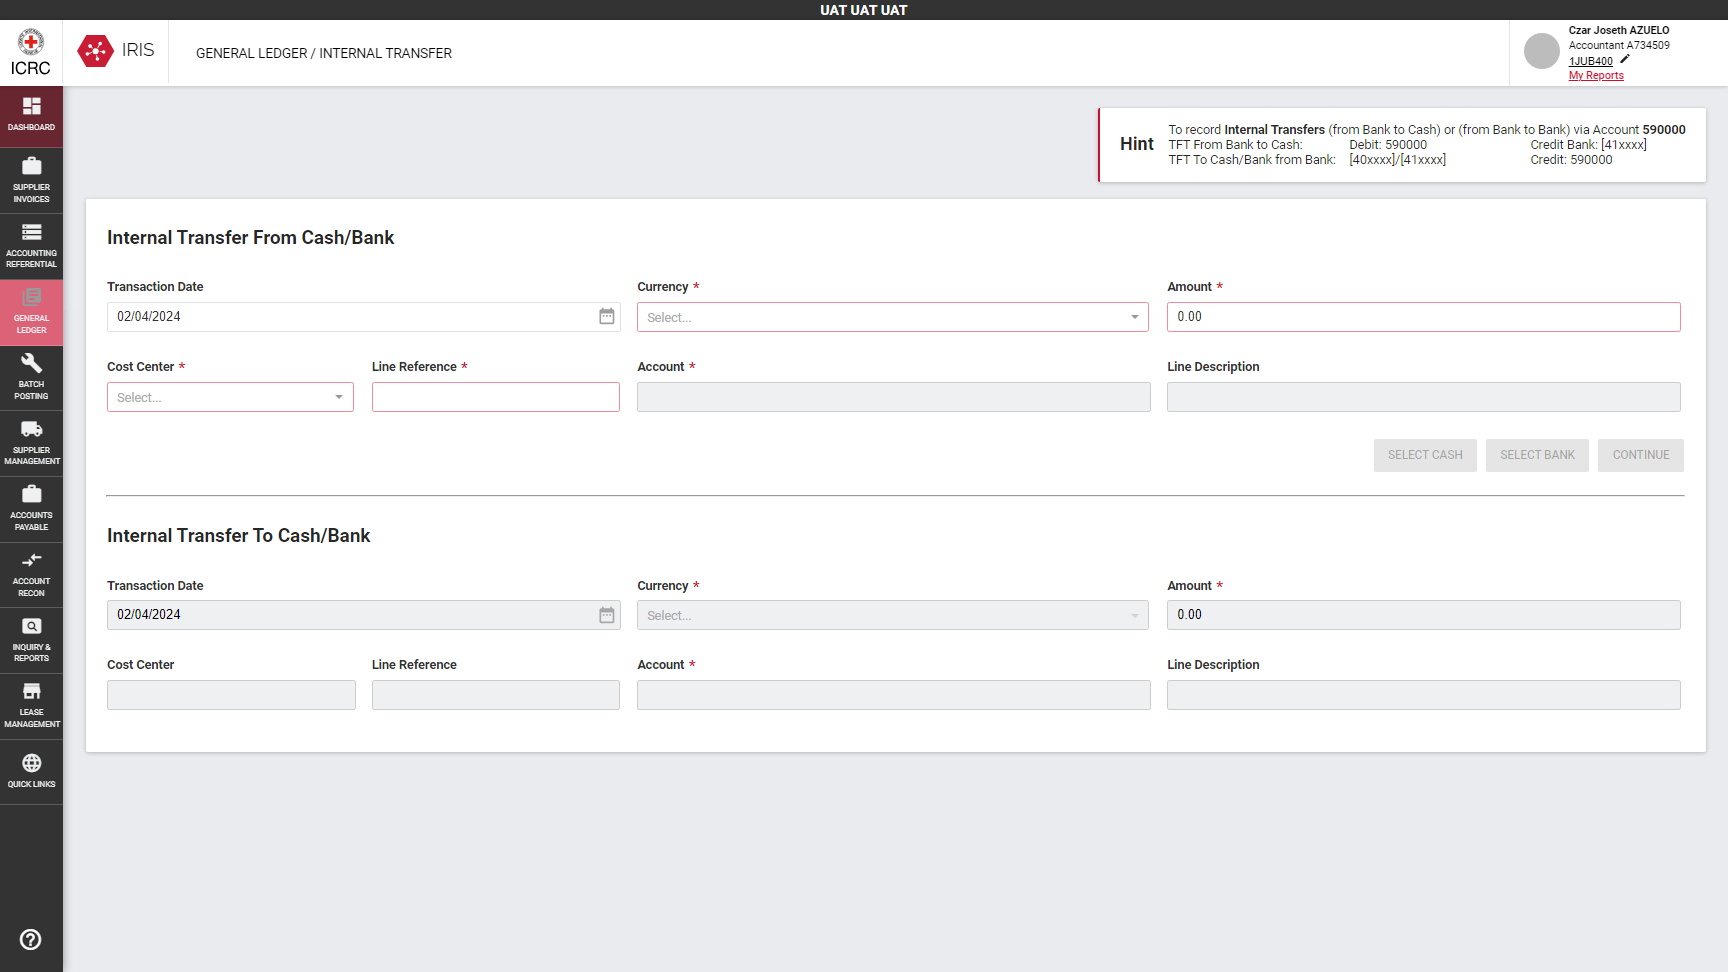 UAT UAT UAT
ICRC
IRIS
GENERAL LEDGER / INTERNAL TRANSFER
Czar Joseth AZUELO
Accountant A734509
1JUB400
My Reports
DASHBOARD
SUPPLIER
INVOICES
ACCOUNTING
REFERENTIAL
GENERAL
LEDGER
BATCH
POSTING
SUPPLIER
MANAGEMENT
ACCOUNTS
PAYABLE
ACCOUNT
RECON
INQUIRY &
REPORTS
LEASE
MANAGEMENT
QUICK LINKS
Hint
To record Internal Transfers (from Bank to Cash) or (from Bank to Bank) via Account 590000
TFT From Bank to Cash: Debit: 590000 Credit Bank: [41xxxx]
TFT To Cash/Bank from Bank: [40xxxx]/[41xxxx] Credit: 590000
Internal Transfer From Cash/Bank
Transaction Date Currency * Amount *
02/04/2024 Select... 0.00
Cost Center * Line Reference * Account * Line Description
Select...
SELECT CASH SELECT BANK CONTINUE
Internal Transfer To Cash/Bank
Transaction Date Currency * Amount *
02/04/2024 Select... 0.00
Cost Center Line Reference Account * Line Description